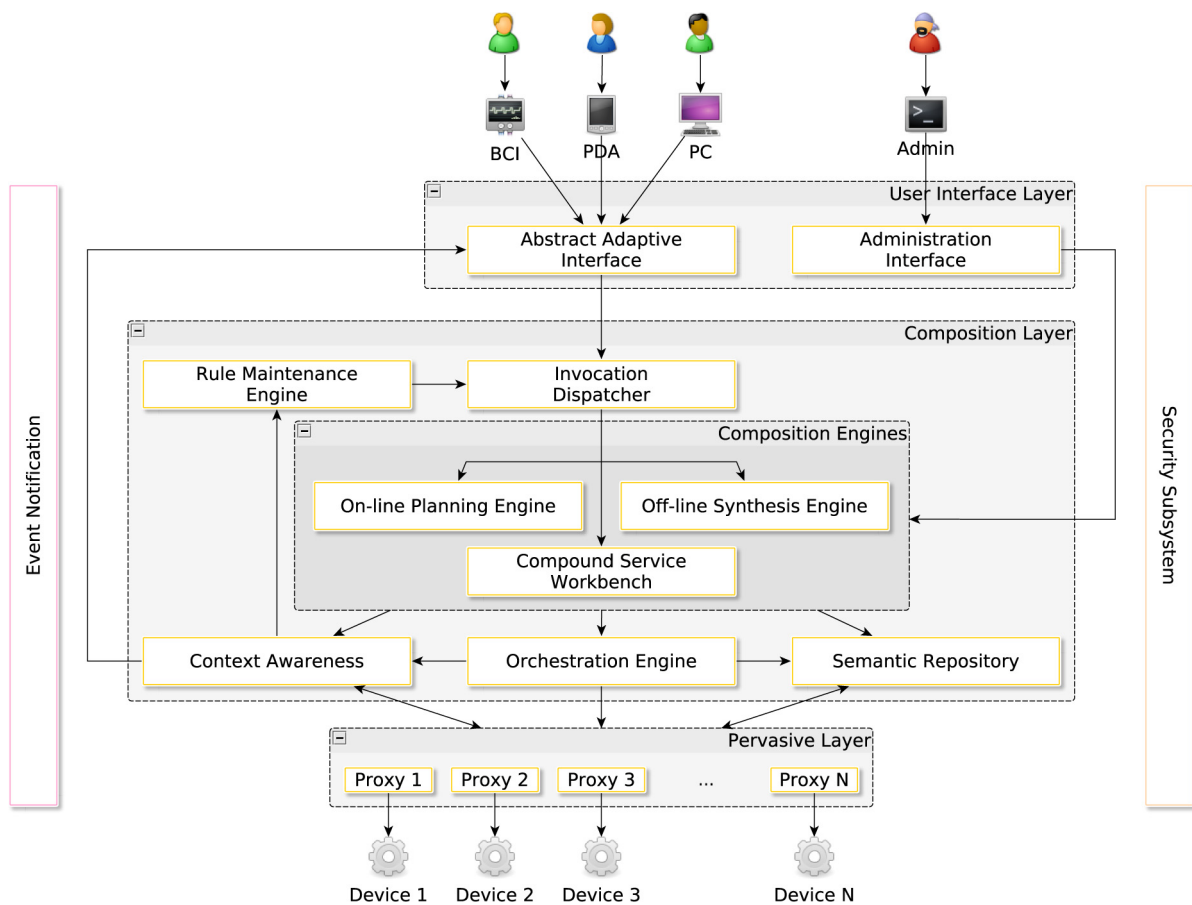 BCI
PDA
PC
Admin
User Interface Layer
Abstract Adaptive
Interface
Administration
Interface
Composition Layer
Rule Maintenance
Engine
Invocation
Dispatcher
Composition Engines
On-line Planning Engine
Off-line Synthesis Engine
Compound Service
Workbench
Context Awareness
Orchestration Engine
Semantic Repository
Pervasive Layer
Proxy 1
Proxy 2
Proxy 3
...
Proxy N
Device 1
Device 2
Device 3
Device N
Event Notification
Security Subsystem